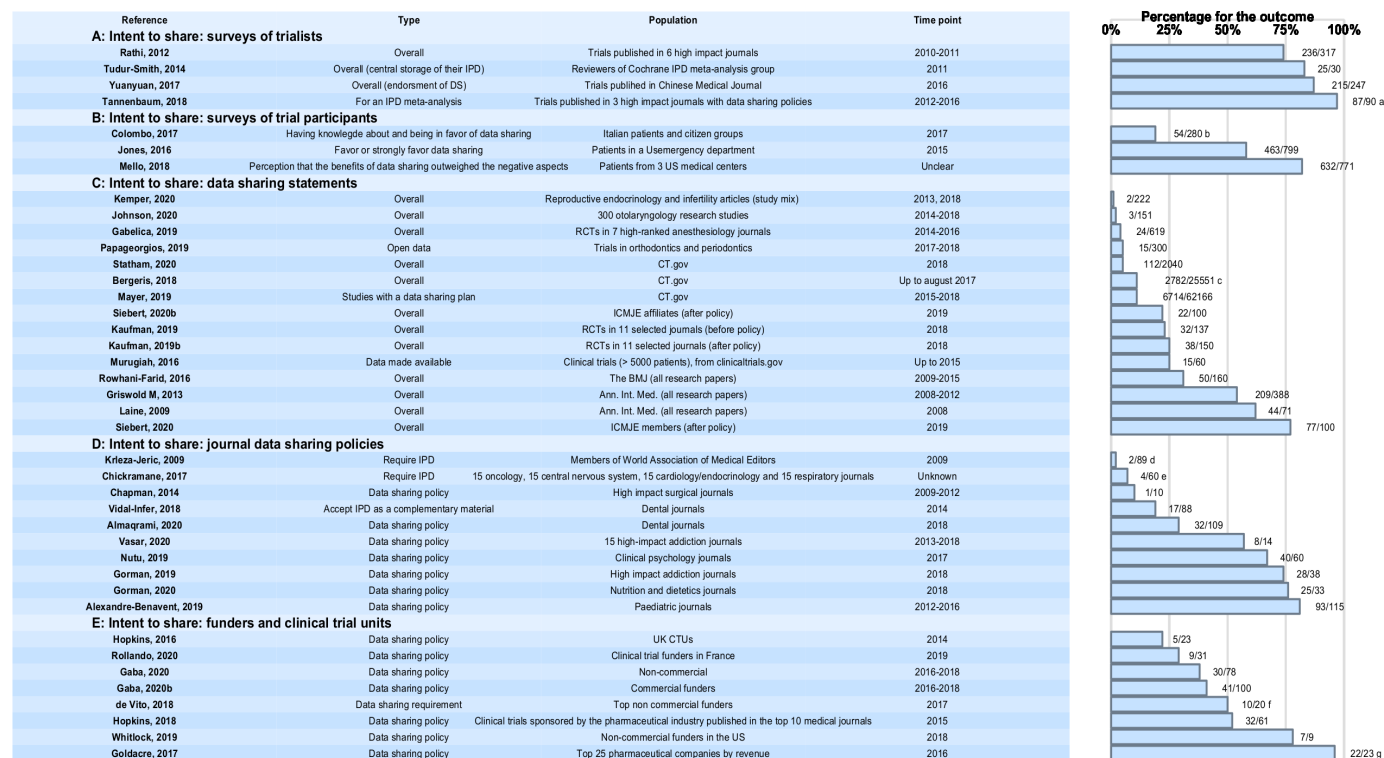 Reference Type Population Time point Percentage for the outcome
0% 25% 50% 75% 100%
A: Intent to share: surveys of trialists
Rathi, 2012 Overall Trials published in 6 high impact journals 2010-2011 236/317
Tudur-Smith, 2014 Overall (central storage of their IPD) Reviewers of Cochrane IPD meta-analysis group 2011 25/30
Yuanyuan, 2017 Overall (endorsment of DS) Trials publihed in Chinese Medical Journal 2016 215/247
Tannenbaum, 2018 For an IPD meta-analysis Trials published in 3 high impact journals with data sharing policies 2012-2016 87/90 a
B: Intent to share: surveys of trial participants
Colombo, 2017 Having knowlegde about and being in favor of data sharing Italian patients and citizen groups 2017 54/280 b
Jones, 2016 Favor or strongly favor data sharing Patients in a Usemergency department 2015 463/799
Mello, 2018 Perception that the benefits of data sharing outweighed the negative aspects Patients from 3 US medical centers Unclear 632/771
C: Intent to share: data sharing statements
Kemper, 2020 Overall Reproductive endocrinology and infertility articles (study mix) 2013, 2018 2/222
Johnson, 2020 Overall 300 otolaryngology research studies 2014-2018 3/151
Gabelica, 2019 Overall RCTs in 7 high-ranked anesthesiology journals 2014-2016 24/619
Papageorgios, 2019 Open data Trials in orthodontics and periodontics 2017-2018 15/300
Statham, 2020 Overall CT.gov 2018 112/2040
Bergeris, 2018 Overall CT.gov Up to august 2017 2782/25551 c
Mayer, 2019 Studies with a data sharing plan CT.gov 2015-2018 6714/62166
Siebert, 2020b Overall ICMJE affiliates (after policy) 2019 22/100
Kaufman, 2019 Overall RCTs in 11 selected journals (before policy) 2018 32/137
Kaufman, 2019b Overall RCTs in 11 selected journals (after policy) 2018 38/150
Murugiah, 2016 Data made available Clinical trials (> 5000 patients), from clinicaltrials.gov Up to 2015 15/60
Rowhani-Farid, 2016 Overall The BMJ (all research papers) 2009-2015 50/160
Griswold M, 2013 Overall Ann. Int. Med. (all research papers) 2008-2012 209/388
Laine, 2009 Overall Ann. Int. Med. (all research papers) 2008 44/71
Siebert, 2020 Overall ICMJE members (after policy) 2019 77/100
D: Intent to share: journal data sharing policies
Krleza-Jeric, 2009 Require IPD Members of World Association of Medical Editors 2009 2/89 d
Chickramane, 2017 Require IPD 15 oncology, 15 central nervous system, 15 cardiology/endocrinology and 15 respiratory journals Unknown 4/60 e
Chapman, 2014 Data sharing policy High impact surgical journals 2009-2012 1/10
Vidal-Infer, 2018 Accept IPD as a complementary material Dental journals 2014 17/88
Almaqrami, 2020 Data sharing policy Dental journals 2018 32/109
Vasar, 2020 Data sharing policy 15 high-impact addiction journals 2013-2018 8/14
Nutu, 2019 Data sharing policy Clinical psychology journals 2017 40/60
Gorman, 2019 Data sharing policy High impact addiction journals 2018 28/38
Gorman, 2020 Data sharing policy Nutrition and dietetics journals 2018 25/33
Alexandre-Benavent, 2019 Data sharing policy Paediatric journals 2012-2016 93/115
E: Intent to share: funders and clinical trial units
Hopkins, 2016 Data sharing policy UK CTUs 2014 5/23
Rollando, 2020 Data sharing policy Clinical trial funders in France 2019 9/31
Gaba, 2020 Data sharing policy Non-commercial 2016-2018 30/78
Gaba, 2020b Data sharing policy Commercial funders 2016-2018 41/100
de Vito, 2018 Data sharing requirement Top non commercial funders 2017 10/20 f
Hopkins, 2018 Data sharing policy Clinical trials sponsored by the pharmaceutical industry published in the top 10 medical journals 2015 32/61
Whitlock, 2019 Data sharing policy Non-commercial funders in the US 2018 7/9
Goldacre, 2017 Data sharing policy Top 25 pharmaceutical companies by revenue 2016 22/23 g